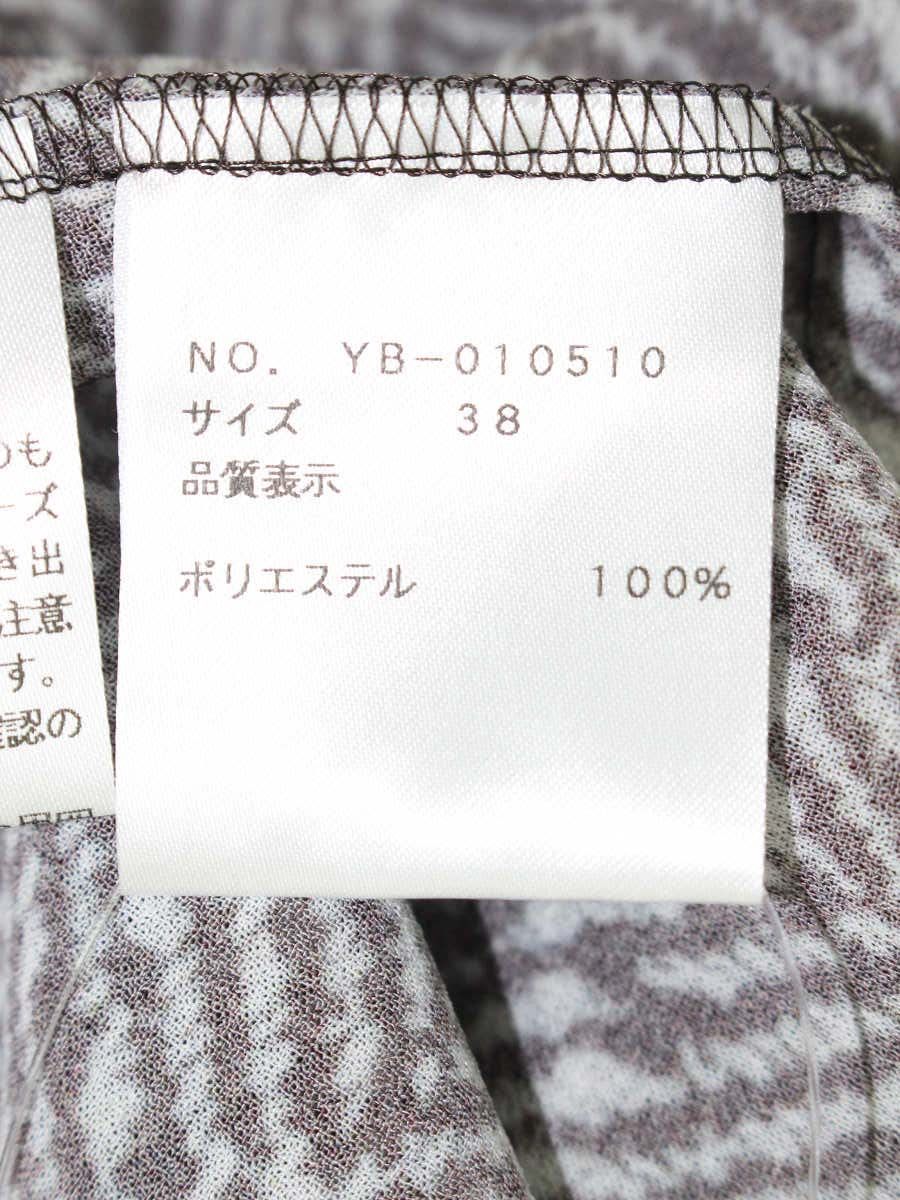 NO. YB-010510
サイズ 38
品質表示
ポリエステル 100%
も
ーズ
き出
注意
す。
認の